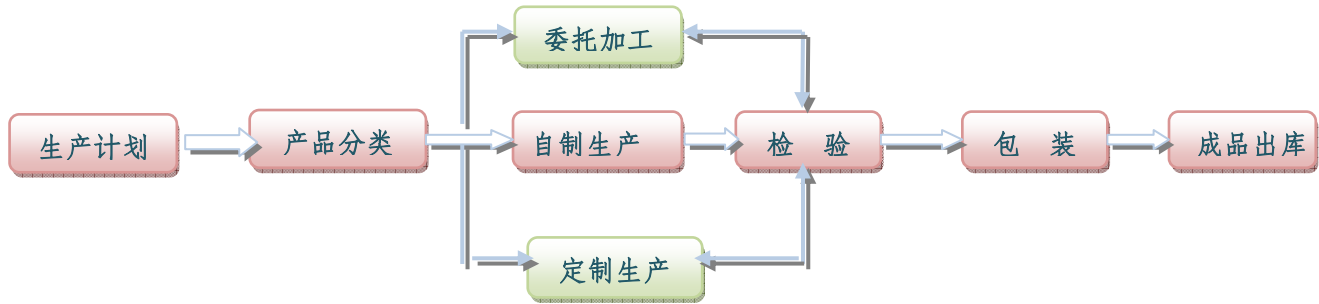 委托加工
生产计划
产品分类
自制生产
检 验
包 装
成品出库
定制生产